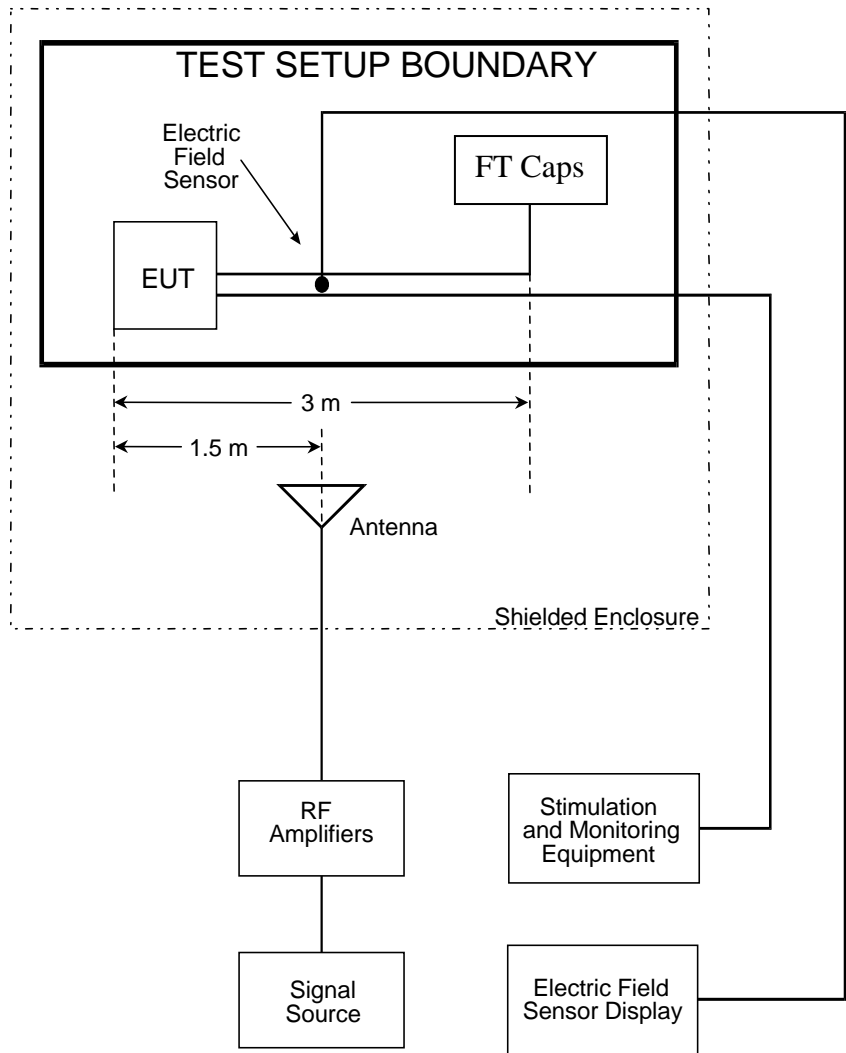 TEST SETUP BOUNDARY
Electric
Field
Sensor
FT Caps
EUT
3 m
1.5 m
Antenna
Shielded Enclosure
RF
Amplifiers
Stimulation
and Monitoring
Equipment
Signal
Source
Electric Field
Sensor Display